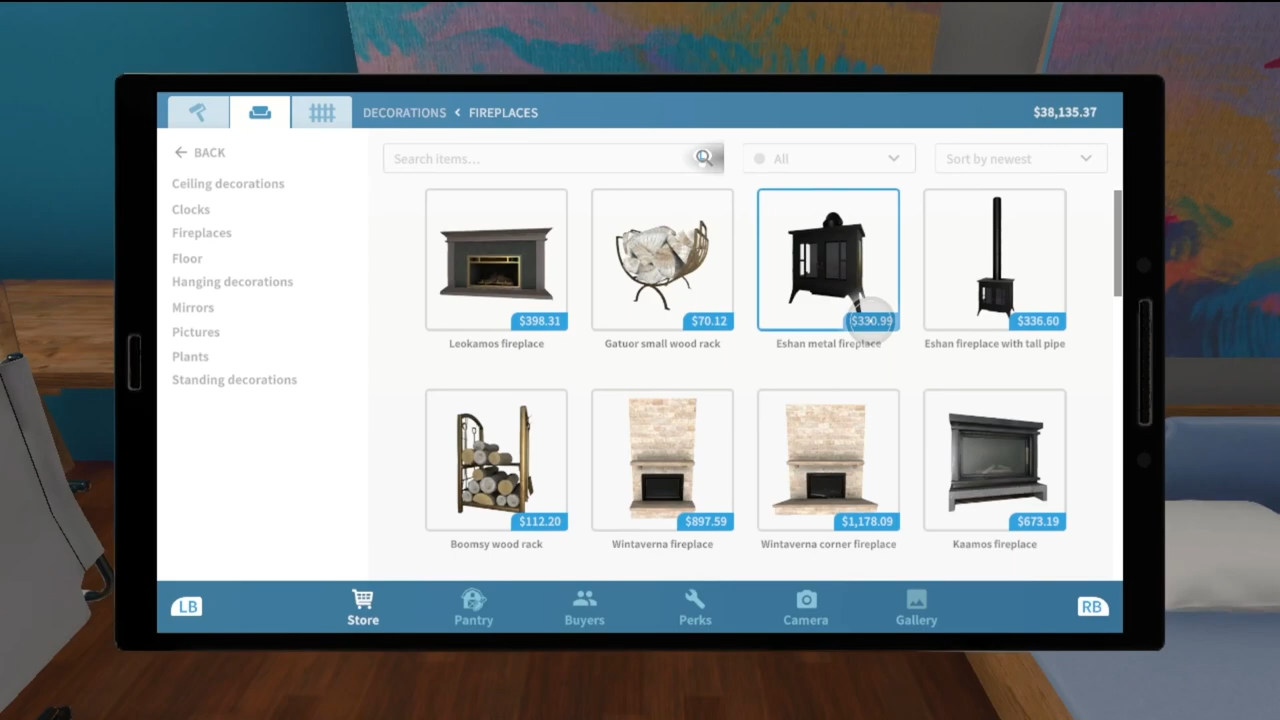 DECORATIONS < FIREPLACES
$38,135.37
BACK
Ceiling decorations
Clocks
Fireplaces
Floor
Hanging decorations
Mirrors
Pictures
Plants
Standing decorations
Search items...
All
Sort by newest
$398.31
Leokamos fireplace
$70.12
Gatuor small wood rack
$330.99
Eshan metal fireplace
$336.60
Eshan fireplace with tall pipe
$112.20
Boomsy wood rack
$897.59
Wintaverna fireplace
$1,178.09
Wintaverna corner fireplace
$673.19
Kaamos fireplace
LB
Store
Pantry
Buyers
Perks
Camera
Gallery
RB